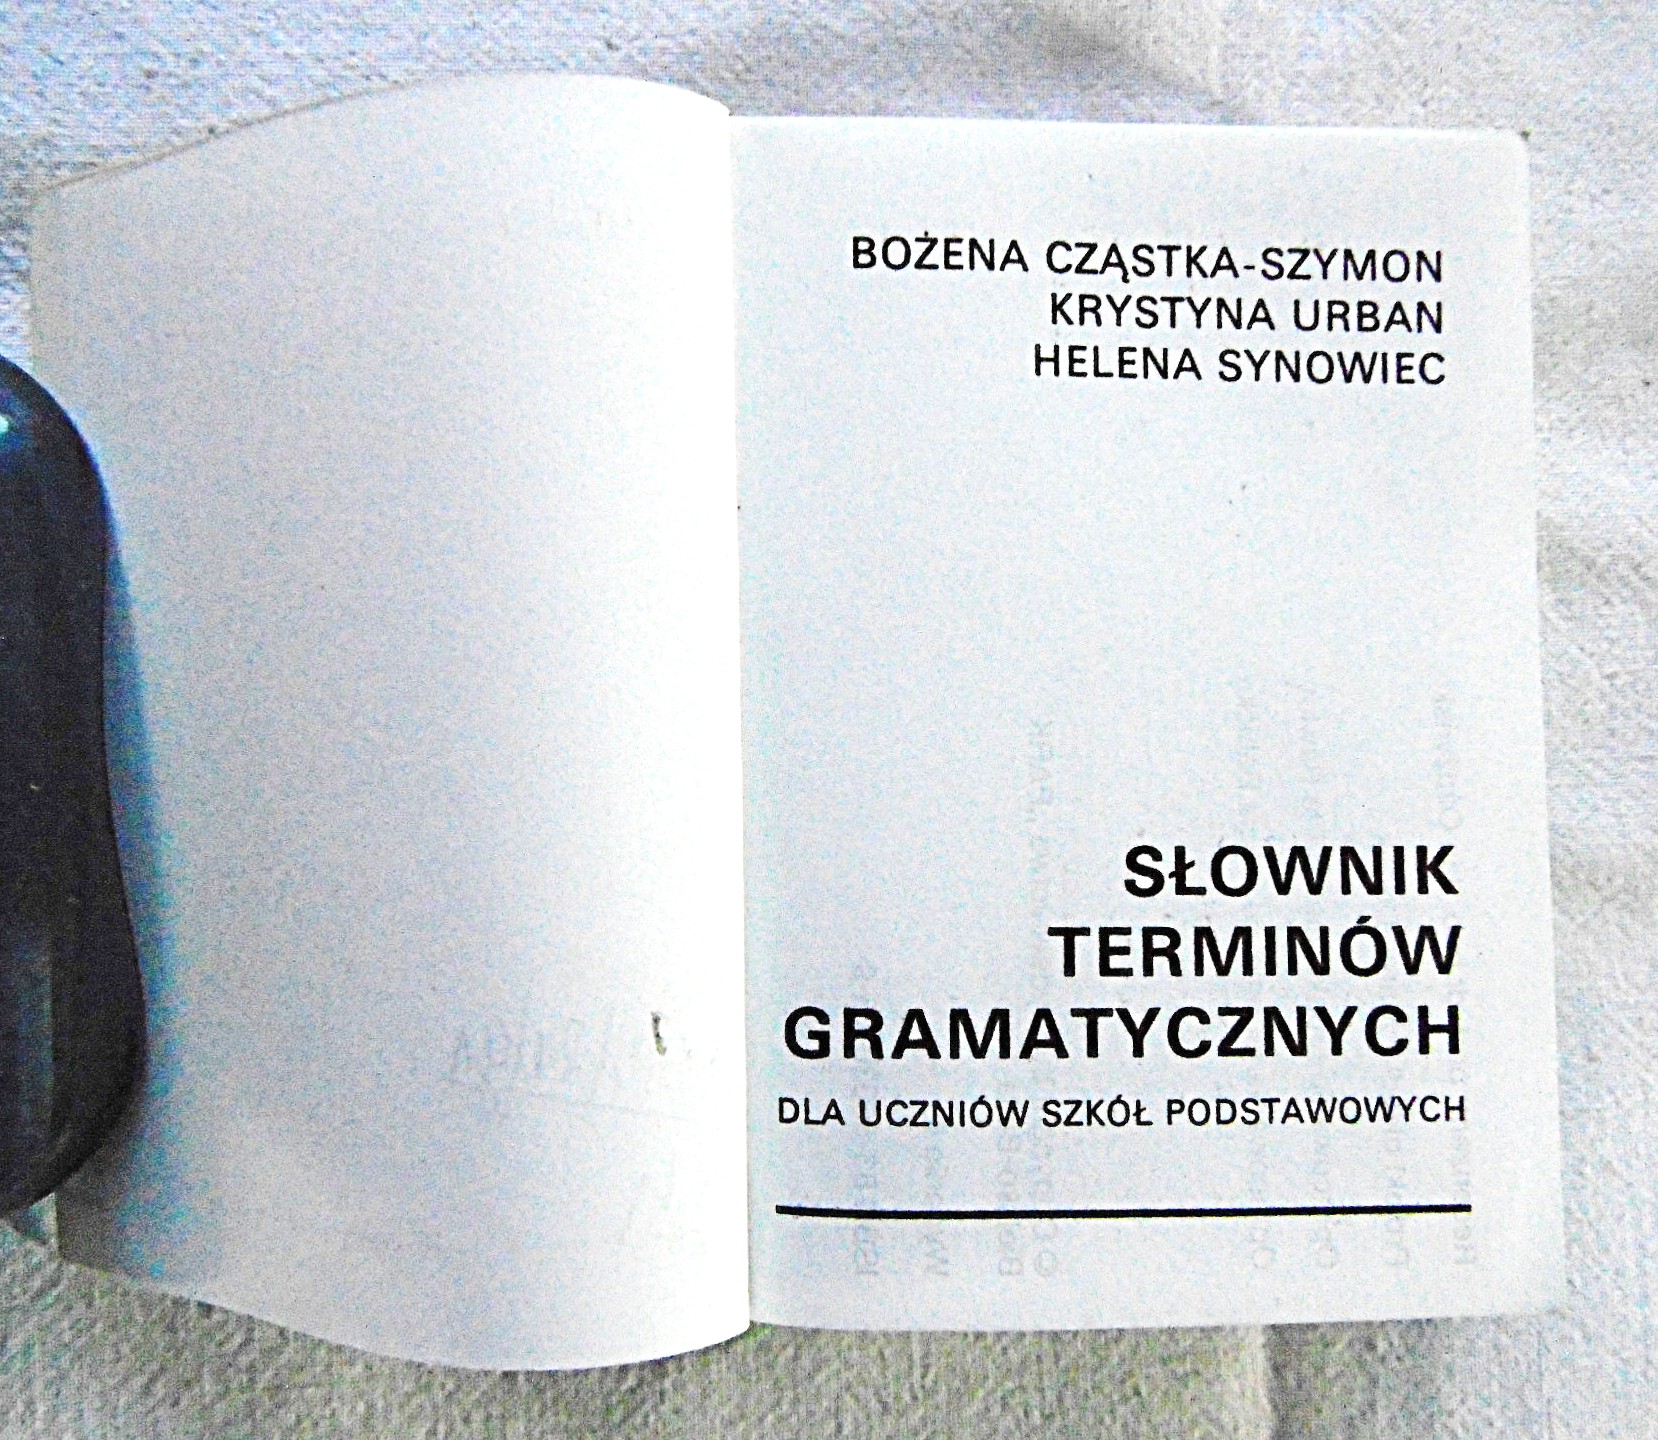 BOŻENA CZĄSTKA-SZYMON
KRYSTYNA URBAN
HELENA SYNOWIEC
SŁOWNIK
TERMINÓW
GRAMATYCZNYCH
DLA UCZNIÓW SZKÓŁ PODSTAWOWYCH